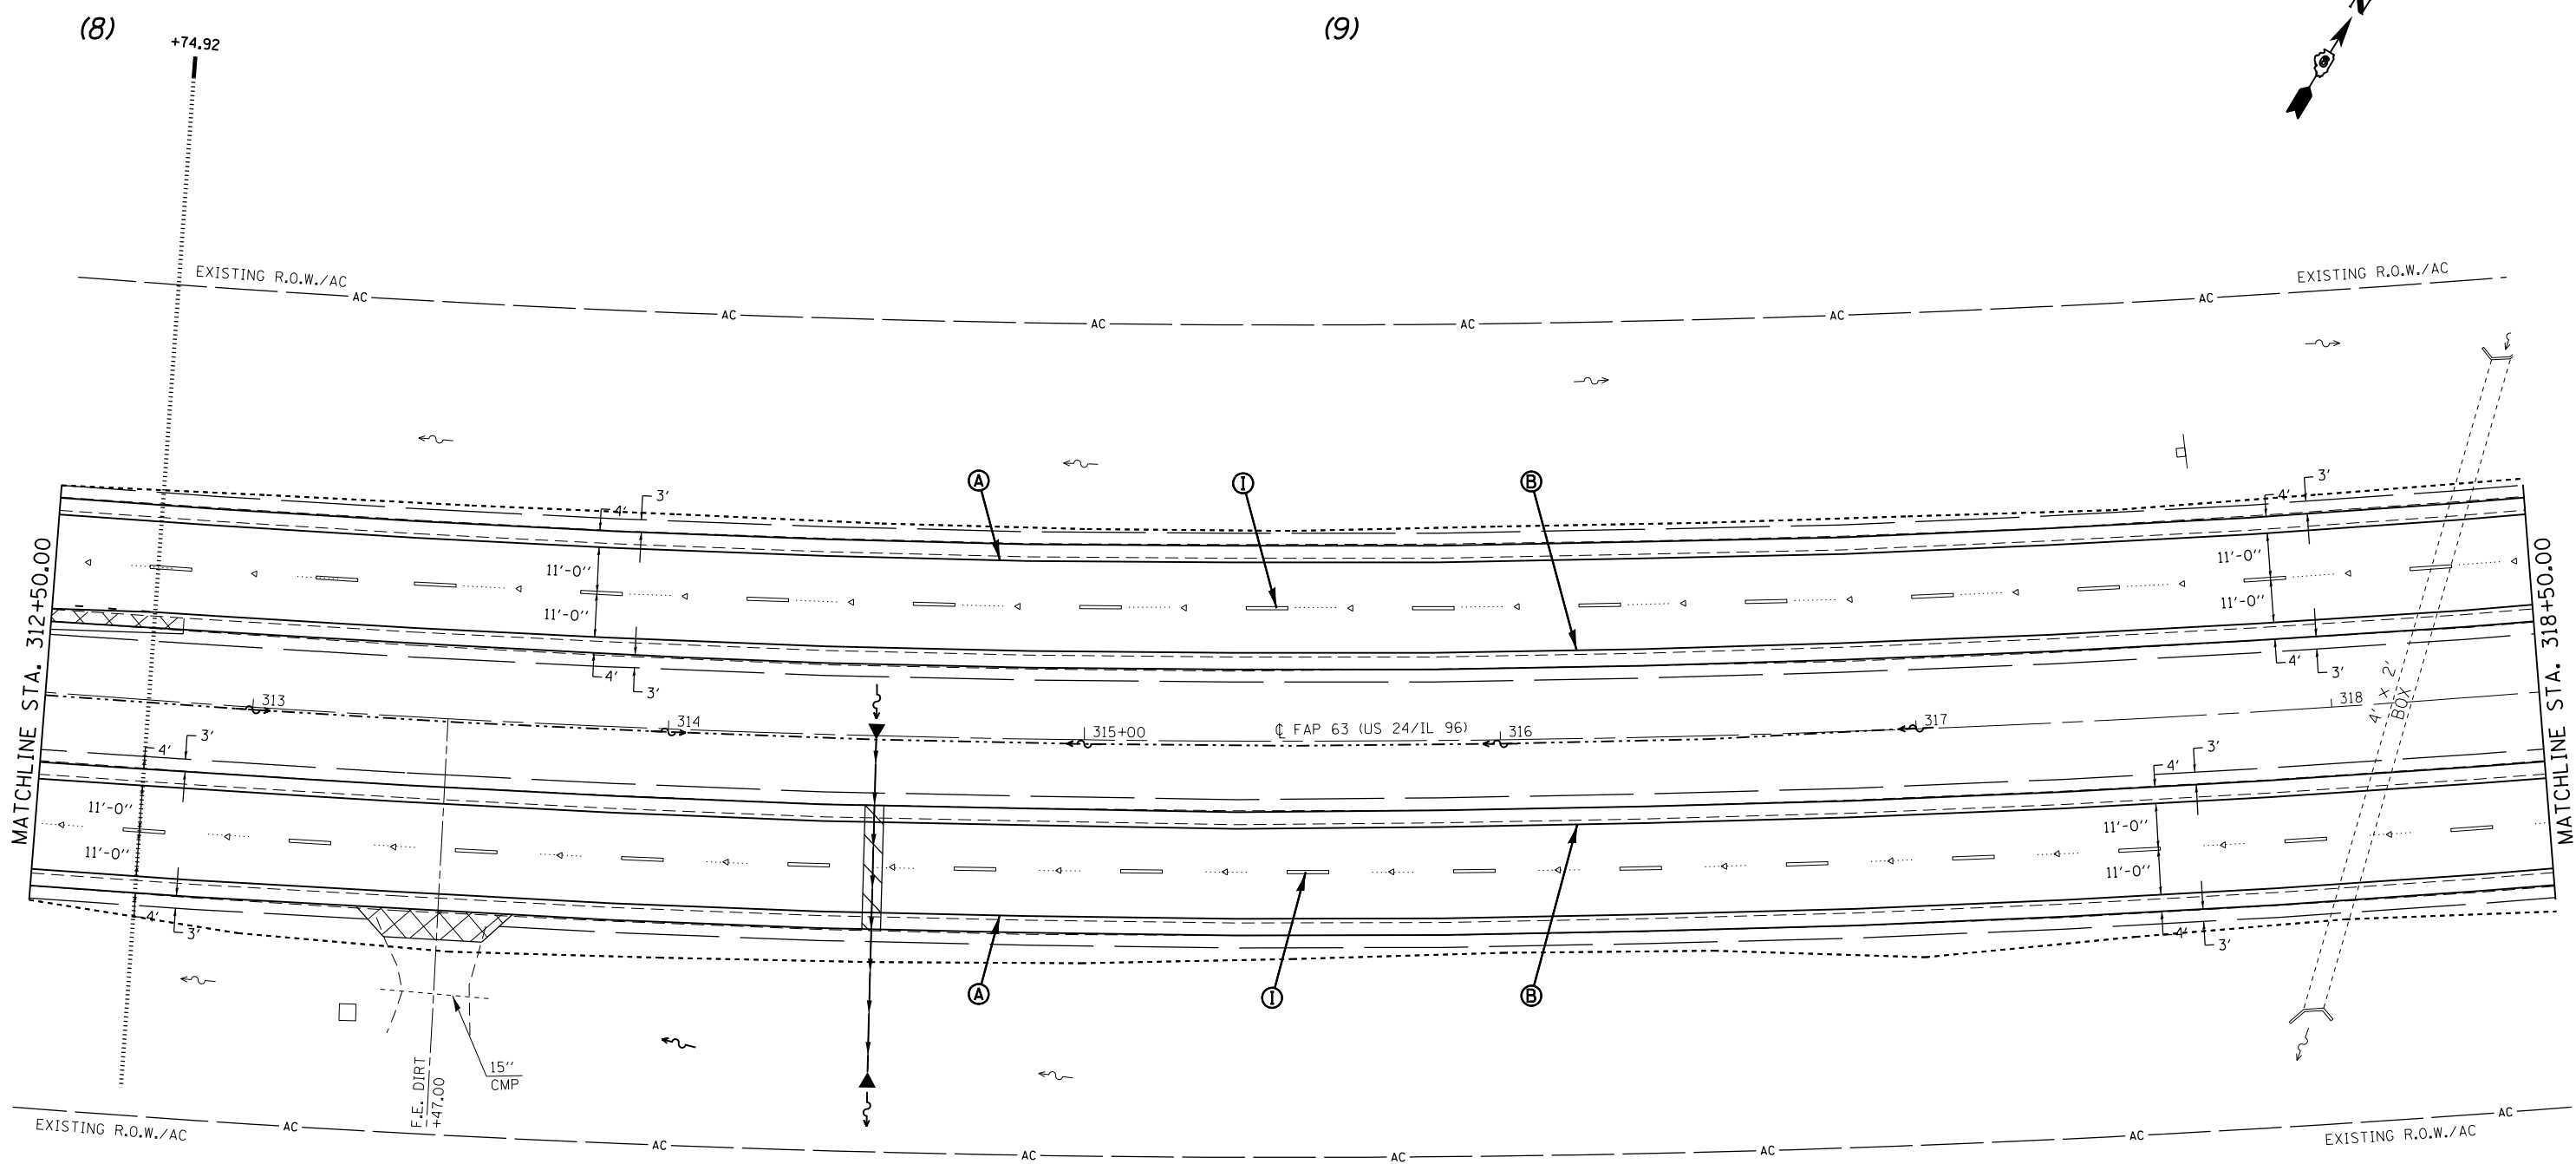 (8)
(9)
N
+74.92
EXISTING R.O.W./AC
EXISTING R.O.W./AC
AC
AC
AC
AC
AC
AC
A
I
B
4'
3'
4'
3'
11'-0''
11'-0''
11'-0''
11'-0''
4'
3'
4'
3'
MATCHLINE STA. 312+50.00
MATCHLINE STA. 318+50.00
313
314
315+00
℄ FAP 63 (US 24/IL 96)
316
317
318
4' X 2'
BOX
4'
3'
4'
3'
11'-0''
11'-0''
11'-0''
11'-0''
4'
3'
4'
3'
A
I
B
15''
CMP
F.E. DIRT
+47.00
EXISTING R.O.W./AC
EXISTING R.O.W./AC
AC
AC
AC
AC
AC
AC
AC